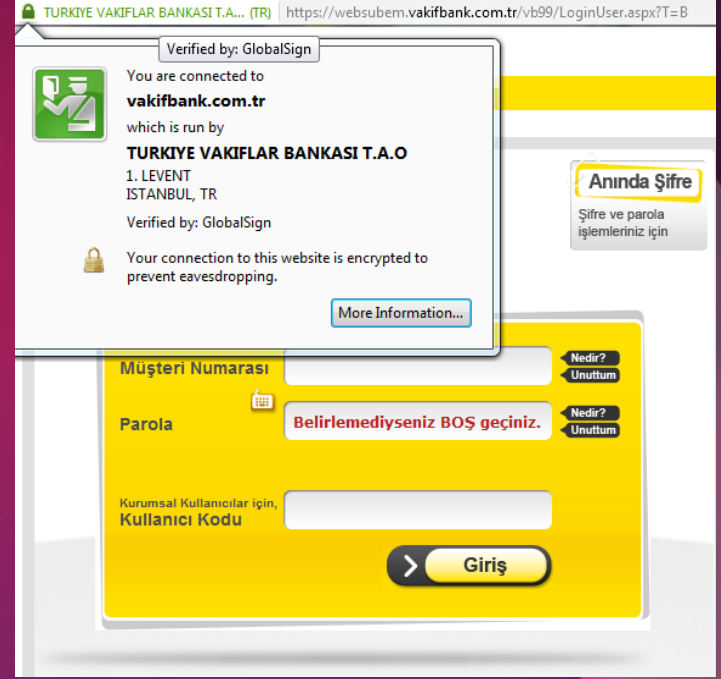 TURKIYE VAKIFLAR BANKASI T.A... (TR) https://websubem.vakifbank.com.tr/vb99/LoginUser.aspx?T=B
Verified by: GlobalSign
You are connected to
vakifbank.com.tr
which is run by
TURKIYE VAKIFLAR BANKASI T.A.O
1. LEVENT
ISTANBUL, TR
Verified by: GlobalSign
Your connection to this website is encrypted to
prevent eavesdropping.
More Information...
Anında Şifre
Şifre ve parola
işlemleriniz için
Müşteri Numarası
Nedir?
Unuttum
Parola
Belirlemediyseniz BOŞ geçiniz.
Nedir?
Unuttum
Kurumsal Kullanıcılar için,
Kullanıcı Kodu
Giriş